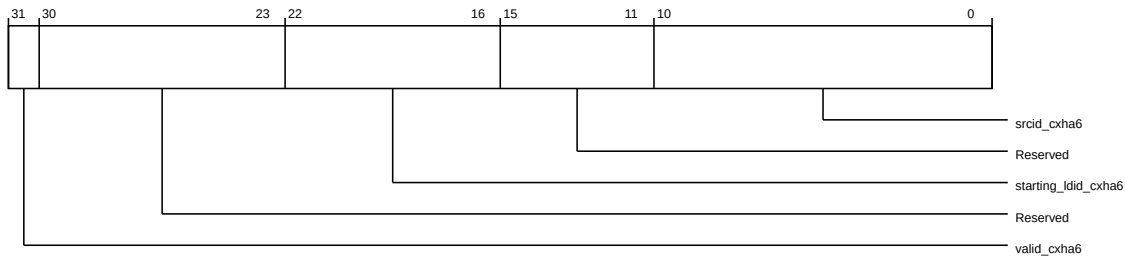 31 30 23 22 16 15 11 10 0
srcid_cxha6
Reserved
starting_ldid_cxha6
Reserved
valid_cxha6